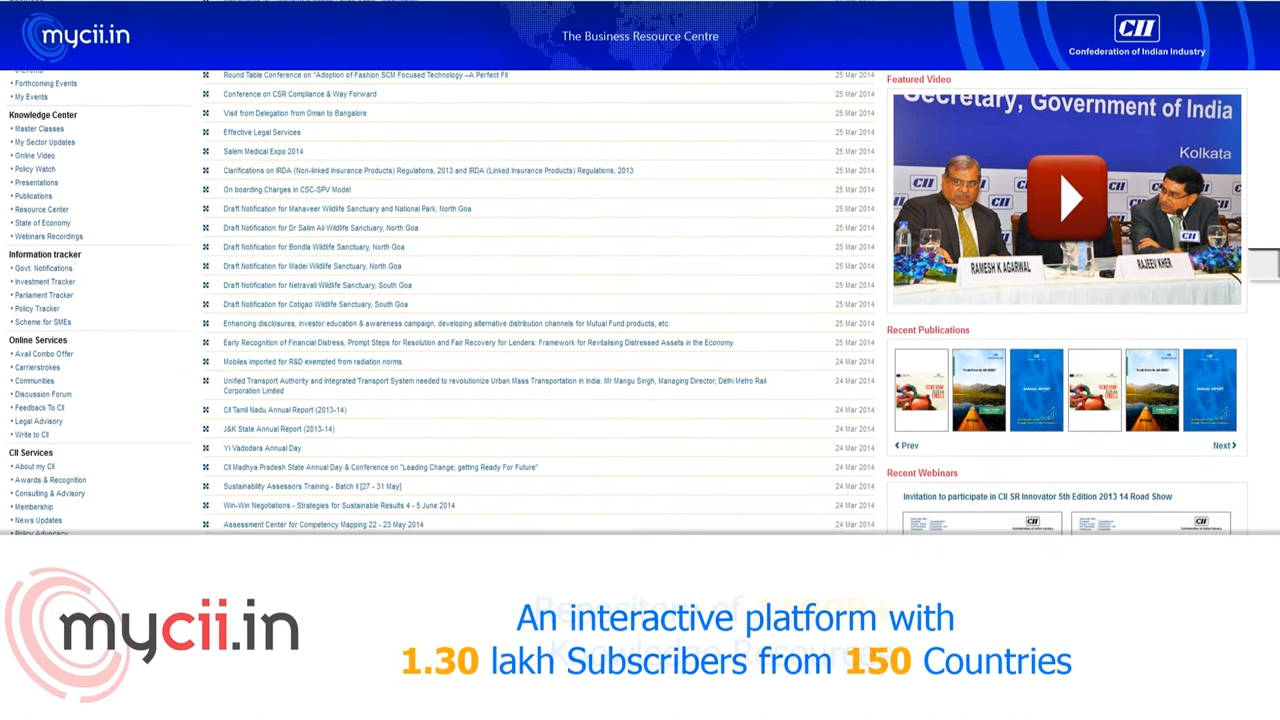 mycii.in
The Business Resource Centre
CII
Confederation of Indian Industry
• Forthcoming Events
• My Events
Knowledge Center
• Master Classes
• My Sector Updates
• Online Video
• Policy Watch
• Presentations
• Publications
• Resource Center
• State of Economy
• Webinars Recordings
Information tracker
• Govt. Notifications
• Investment Tracker
• Parliament Tracker
• Policy Tracker
• Scheme for SMEs
Online Services
• Avail Combo Offer
• Carrierstrokes
• Communities
• Discussion Forum
• Feedback To CII
• Legal Advisory
• Write to CII
CII Services
• About my CII
• Awards & Recognition
• Consulting & Advisory
• Membership
• News Updates
• Policy Advocacy
Round Table Conference on "Adoption of Fashion SCM Focused Technology –A Perfect Fit 25 Mar 2014
Conference on CSR Compliance & Way Forward 25 Mar 2014
Visit from Delegation from Oman to Bangalore 25 Mar 2014
Effective Legal Services 25 Mar 2014
Salem Medical Expo 2014 25 Mar 2014
Clarifications on IRDA (Non-linked Insurance Products) Regulations, 2013 and IRDA (Linked Insurance Products) Regulations, 2013 25 Mar 2014
On boarding Charges in CSC-SPV Model 25 Mar 2014
Draft Notification for Mahaveer Wildlife Sanctuary and National Park, North Goa 25 Mar 2014
Draft Notification for Dr Salim Ali Wildlife Sanctuary, North Goa 25 Mar 2014
Draft Notification for Bondla Wildlife Sanctuary, North Goa 25 Mar 2014
Draft Notification for Madei Wildlife Sanctuary, North Goa 25 Mar 2014
Draft Notification for Netravali Wildlife Sanctuary, South Goa 25 Mar 2014
Draft Notification for Cotigao Wildlife Sanctuary, South Goa 25 Mar 2014
Enhancing disclosures, investor education & awareness campaign, developing alternative distribution channels for Mutual Fund products, etc. 25 Mar 2014
Early Recognition of Financial Distress, Prompt Steps for Resolution and Fair Recovery for Lenders: Framework for Revitalising Distressed Assets in the Economy 25 Mar 2014
Mobiles imported for R&D exempted from radiation norms 24 Mar 2014
Unified Transport Authority and Integrated Transport System needed to revolutionize Urban Mass Transportation in India: Mr Mangu Singh, Managing Director, Delhi Metro Rail 24 Mar 2014
Corporation Limited
CII Tamil Nadu Annual Report (2013-14) 24 Mar 2014
J&K State Annual Report (2013-14) 24 Mar 2014
Yi Vadodara Annual Day 24 Mar 2014
CII Madhya Pradesh State Annual Day & Conference on "Leading Change; getting Ready For Future" 24 Mar 2014
Sustainability Assessors Training - Batch II [27 - 31 May] 24 Mar 2014
Win-Win Negotiations - Strategies for Sustainable Results 4 - 5 June 2014 24 Mar 2014
Assessment Center for Competency Mapping 22 - 23 May 2014 24 Mar 2014
Featured Video
Secretary, Government of India
Kolkata
CII
CII
CII
CII
CII
RAMESH K AGARWAL
RAJEEV KHER
Recent Publications
Prev
Next
Recent Webinars
Invitation to participate in CII SR Innovator 5th Edition 2013 14 Road Show
CII
CII
mycii.in
An interactive platform with
1.30 lakh Subscribers from 150 Countries